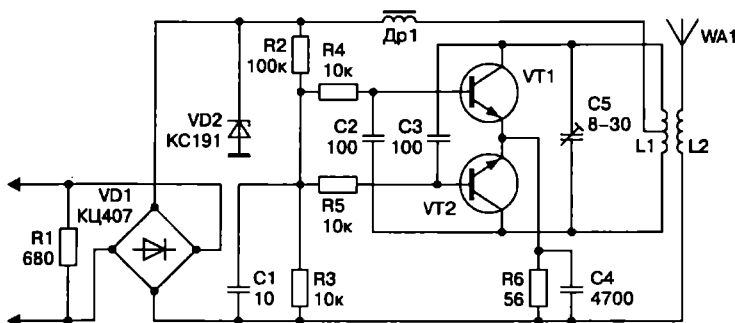 Др1
R2
100к
R4
10к
WA1
VT1
C5
8–30
VD2
КС191
C2
100
C3
100
L1
L2
VD1
КЦ407
R5
10к
VT2
R1
680
C1
10
R3
10к
R6
56
C4
4700